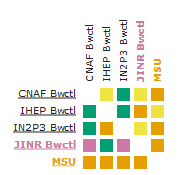 CNAF Bwctl
IHEP Bwctl
IN2P3 Bwctl
JINR Bwctl
MSU
CNAF Bwctl
IHEP Bwctl
IN2P3 Bwctl
JINR Bwctl
MSU